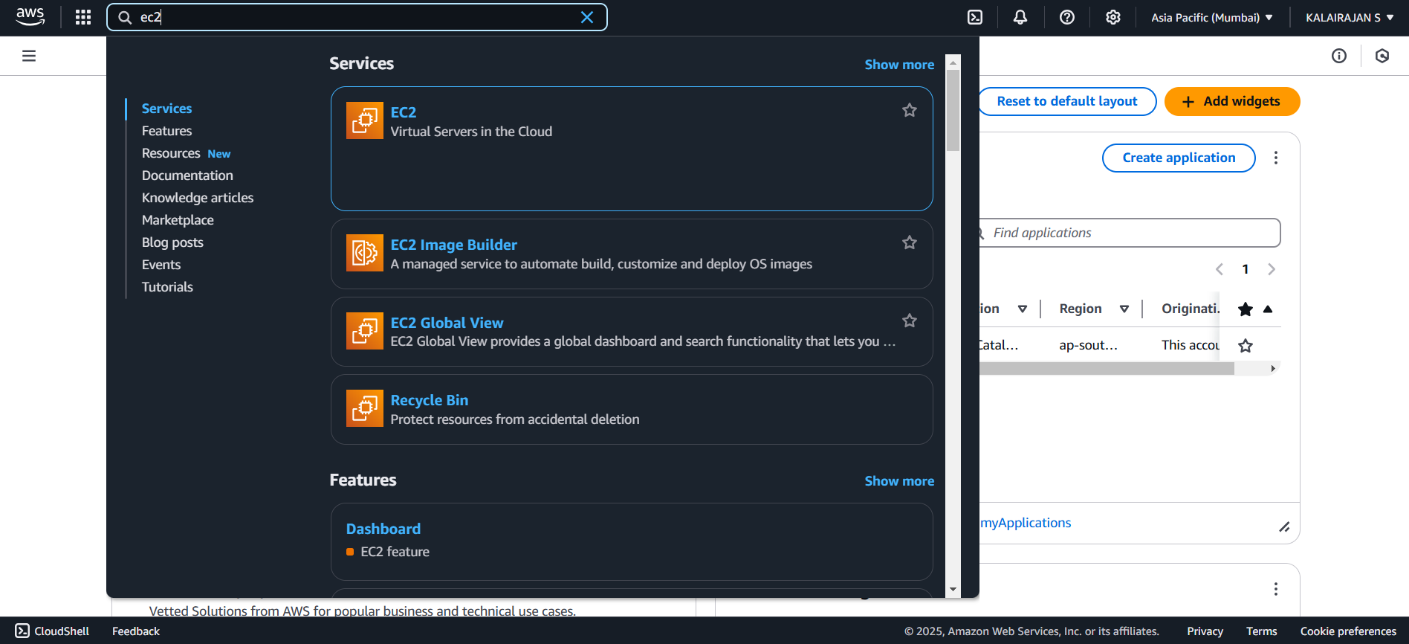 aws
ec2
Asia Pacific (Mumbai)
KALAIRAJAN S
Services
Show more
Services
Features
Resources New
Documentation
Knowledge articles
Marketplace
Blog posts
Events
Tutorials
EC2
Virtual Servers in the Cloud
EC2 Image Builder
A managed service to automate build, customize and deploy OS images
EC2 Global View
EC2 Global View provides a global dashboard and search functionality that lets you ...
Recycle Bin
Protect resources from accidental deletion
Features
Show more
Dashboard
EC2 feature
Reset to default layout
+ Add widgets
Create application
Find applications
1
ion
Region
Originati.
Catal...
ap-sout...
This accou
myApplications
Vetted Solutions from AWS for popular business and technical use cases.
CloudShell
Feedback
© 2025, Amazon Web Services, Inc. or its affiliates.
Privacy
Terms
Cookie preferences